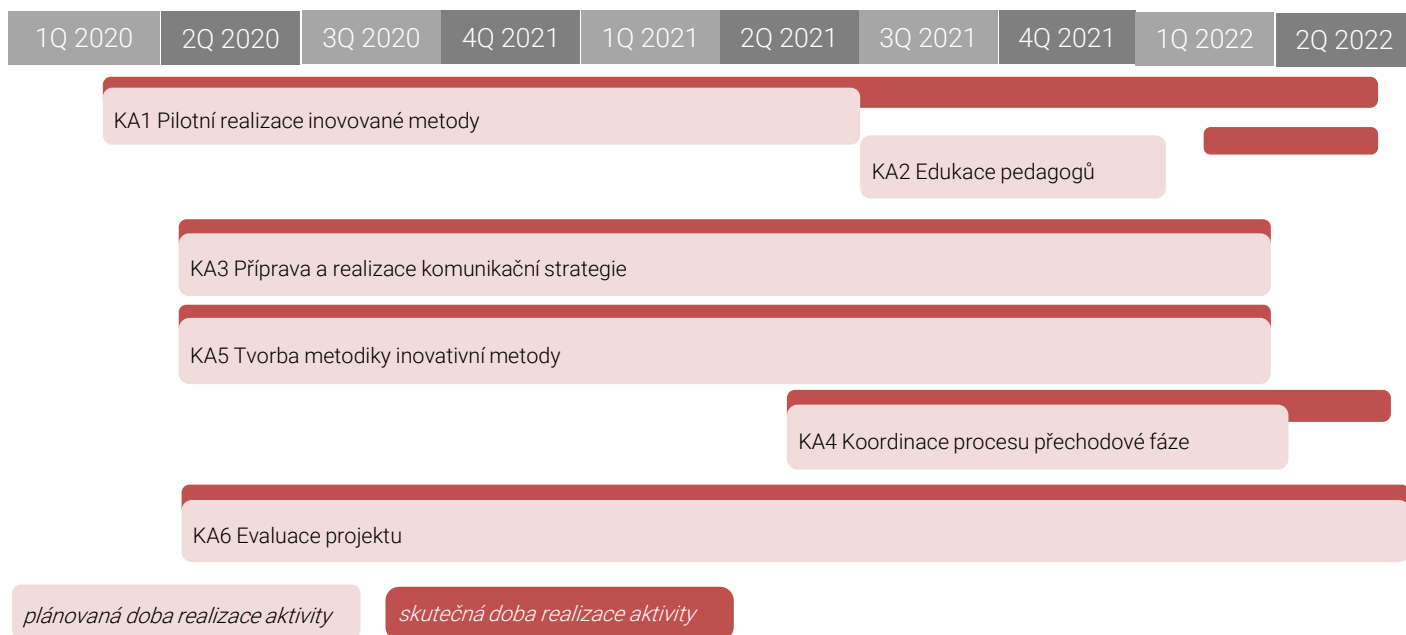 1Q 2020 2Q 2020 3Q 2020 4Q 2021 1Q 2021 2Q 2021 3Q 2021 4Q 2021 1Q 2022 2Q 2022
KA1 Pilotní realizace inovované metody
KA2 Edukace pedagogů
KA3 Příprava a realizace komunikační strategie
KA5 Tvorba metodiky inovativní metody
KA4 Koordinace procesu přechodové fáze
KA6 Evaluace projektu
plánovaná doba realizace aktivity skutečná doba realizace aktivity